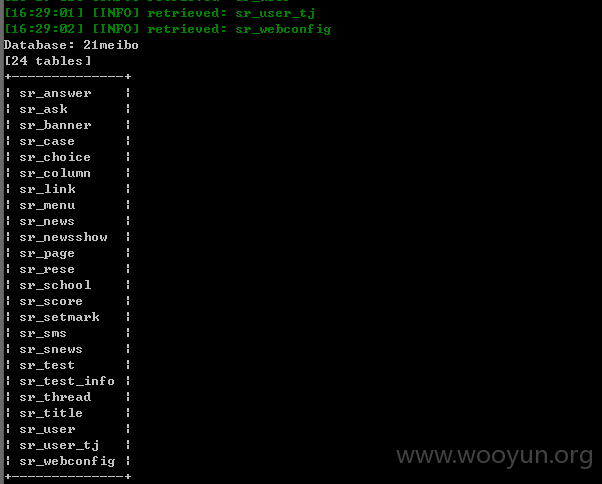 [16:29:01] [INFO] retrieved: sr_user_tj
[16:29:02] [INFO] retrieved: sr_webconfig
Database: 21meibo
[24 tables]
+--------------+
¦ sr_answer    ¦
¦ sr_ask       ¦
¦ sr_banner    ¦
¦ sr_case      ¦
¦ sr_choice    ¦
¦ sr_column    ¦
¦ sr_link      ¦
¦ sr_menu      ¦
¦ sr_news      ¦
¦ sr_newsshow  ¦
¦ sr_page      ¦
¦ sr_rese      ¦
¦ sr_school    ¦
¦ sr_score     ¦
¦ sr_setmark   ¦
¦ sr_sms       ¦
¦ sr_snews     ¦
¦ sr_test      ¦
¦ sr_test_info ¦
¦ sr_thread    ¦
¦ sr_title     ¦
¦ sr_user      ¦
¦ sr_user_tj   ¦
¦ sr_webconfig ¦
+--------------+
www.wooyun.org